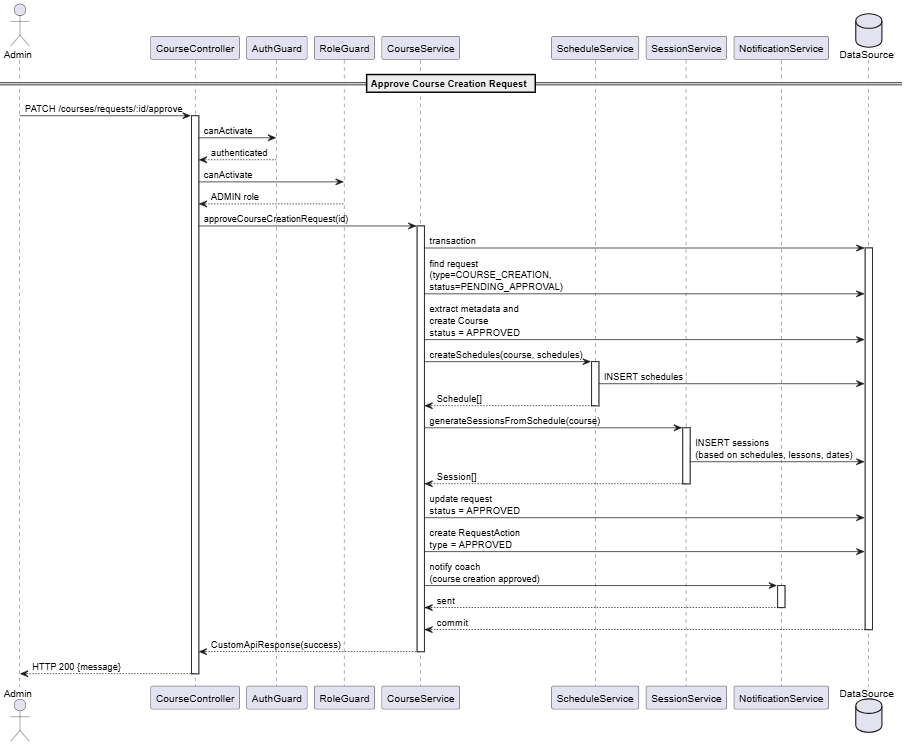 Admin
CourseController
AuthGuard
RoleGuard
CourseService
ScheduleService
SessionService
NotificationService
DataSource
Approve Course Creation Request
PATCH /courses/requests/:id/approve
canActivate
authenticated
canActivate
ADMIN role
approveCourseCreationRequest(id)
transaction
find request
(type=COURSE_CREATION,
status=PENDING_APPROVAL)
extract metadata and
create Course
status = APPROVED
createSchedules(course, schedules)
INSERT schedules
Schedule[]
generateSessionsFromSchedule(course)
INSERT sessions
(based on schedules, lessons, dates)
Session[]
update request
status = APPROVED
create RequestAction
type = APPROVED
notify coach
(course creation approved)
sent
commit
CustomApiResponse(success)
HTTP 200 {message}
Admin
CourseController
AuthGuard
RoleGuard
CourseService
ScheduleService
SessionService
NotificationService
DataSource